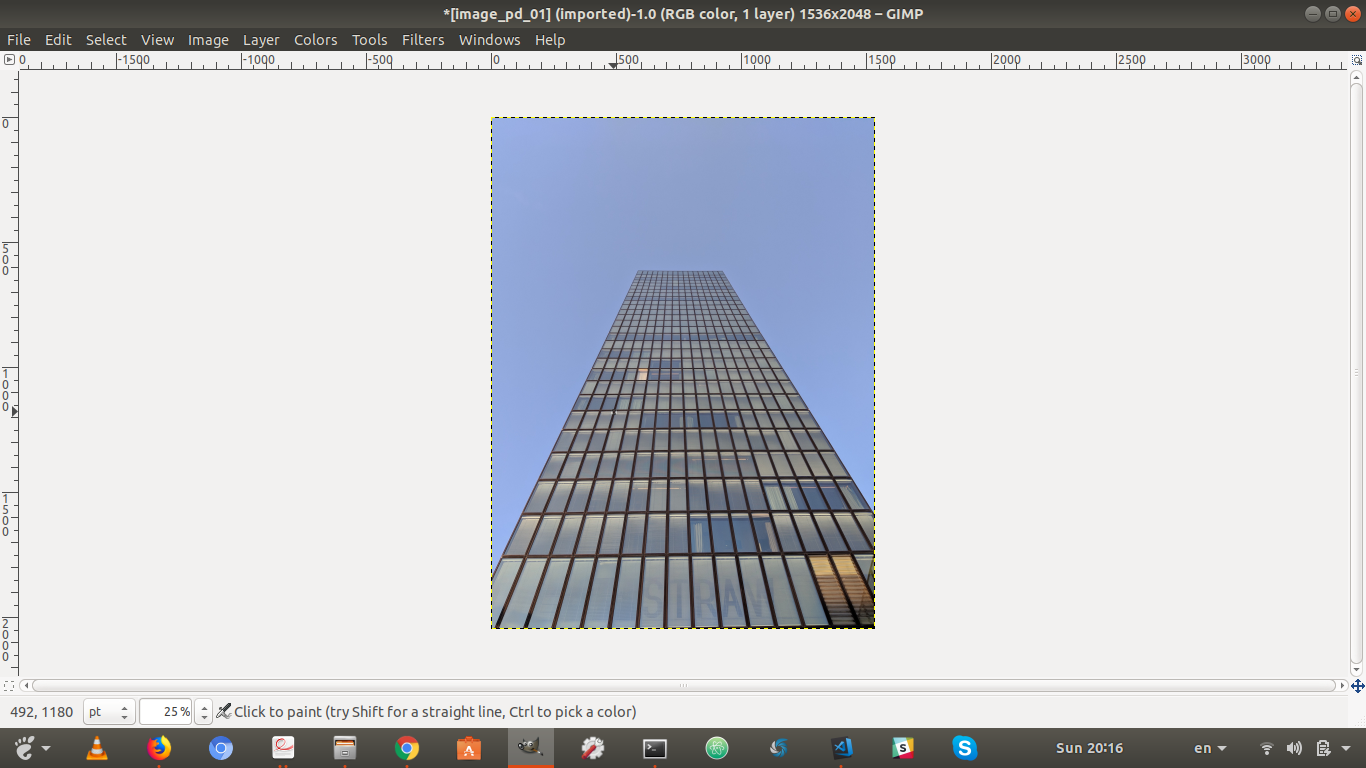 *[image_pd_01] (imported)-1.0 (RGB color, 1 layer) 1536x2048 – GIMP
File Edit Select View Image Layer Colors Tools Filters Windows Help
0 -1500 -1000 -500 0 500 1000 1500 2000 2500 3000
0
500
1000
1500
2000
STRAN
492, 1180 pt 25 % Click to paint (try Shift for a straight line, Ctrl to pick a color)
Sun 20:16 en